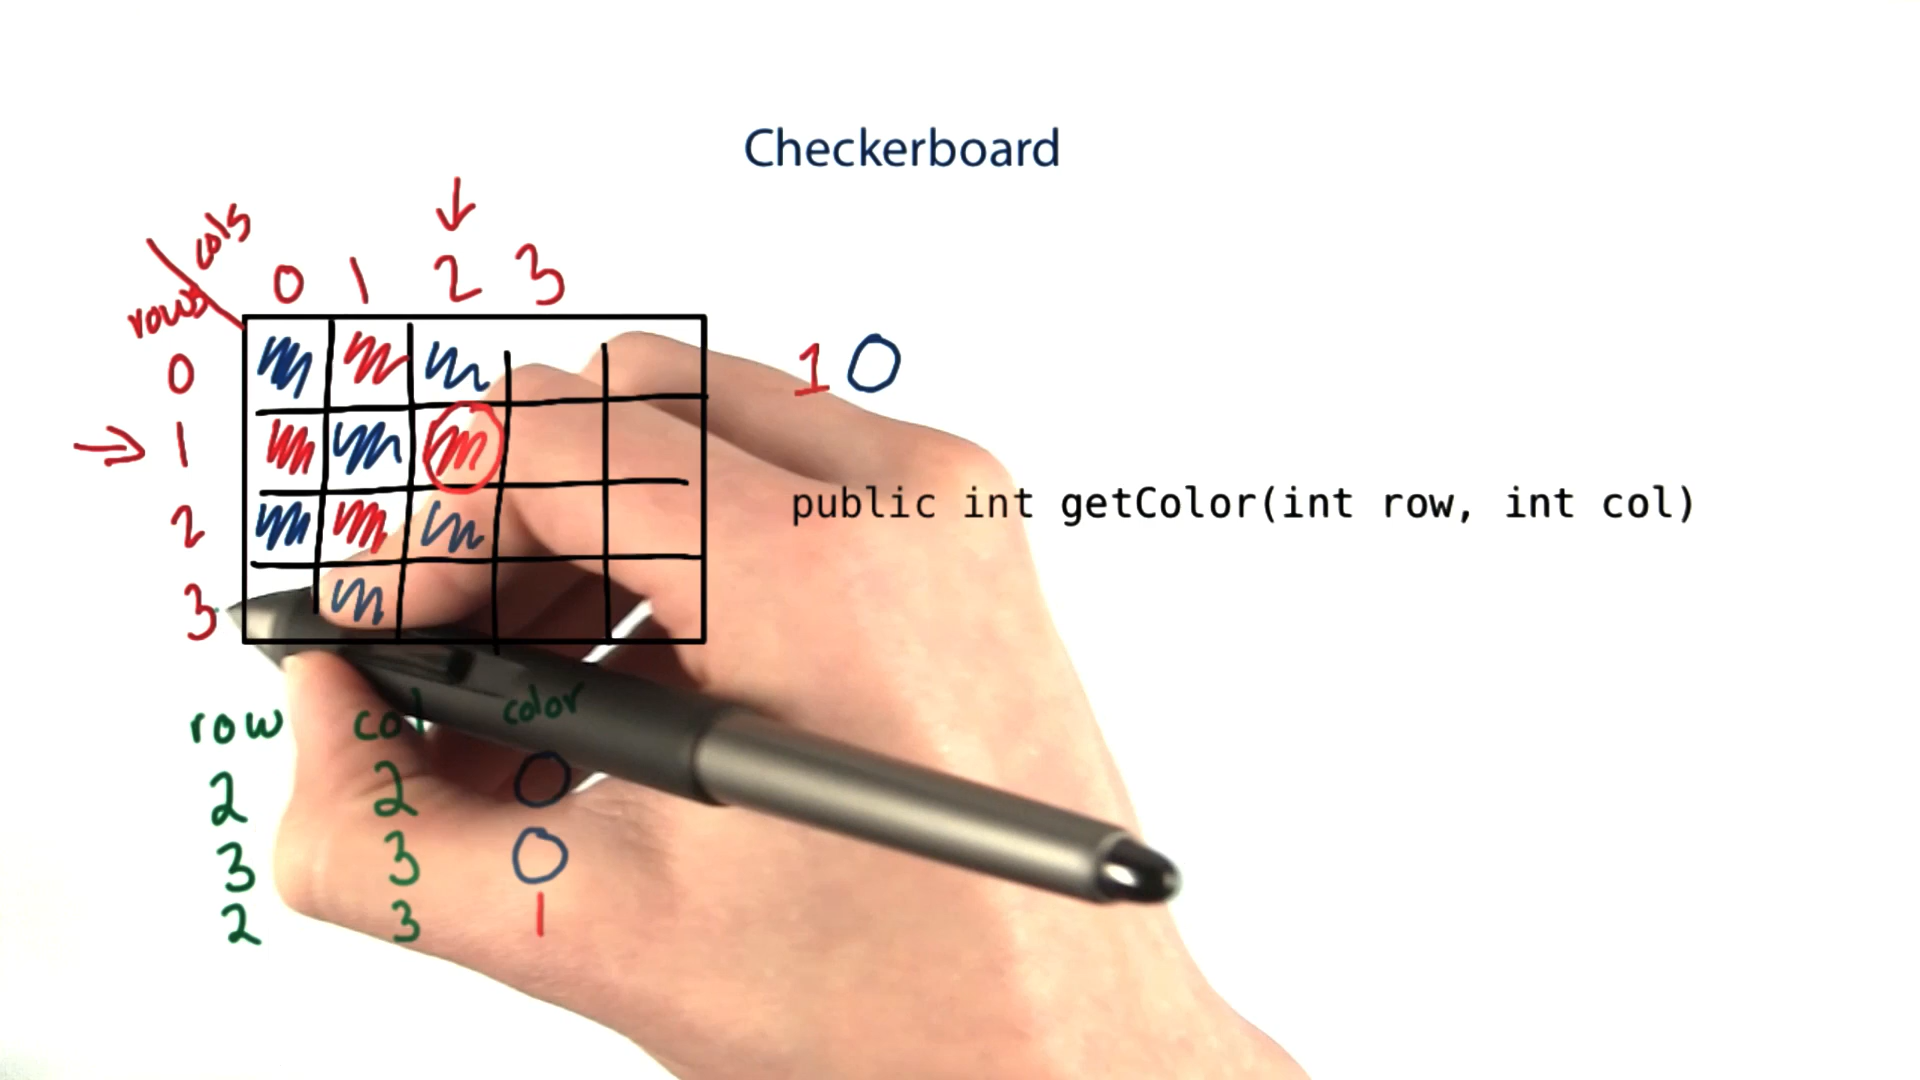 Checkerboard
cols
rows
0 1 2 3
0
1
2
3
1 0
public int getColor(int row, int col)
row col color
2 2 0
3 3 0
2 3 1